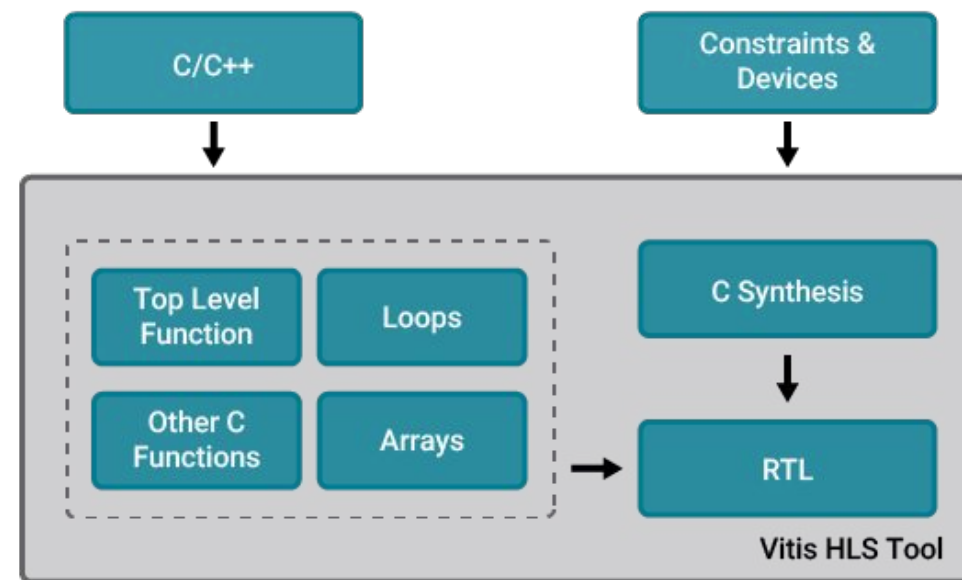 C/C++
Constraints &
Devices
Top Level
Function
Loops
C Synthesis
Other C
Functions
Arrays
RTL
Vitis HLS Tool